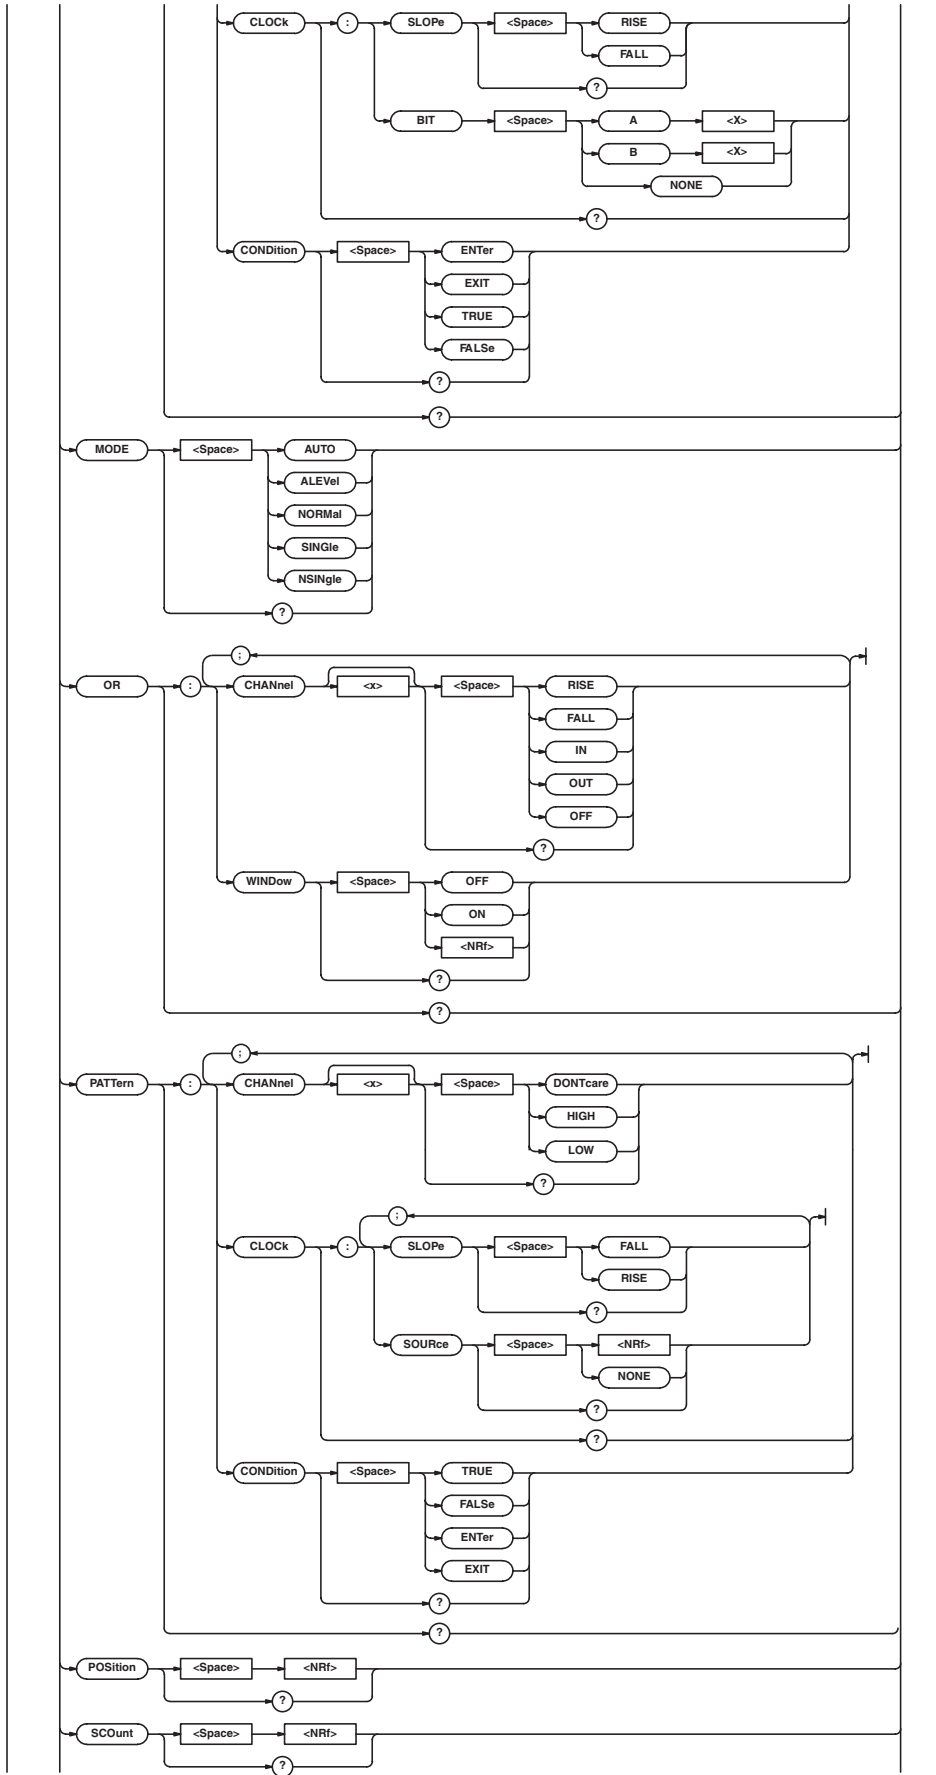 CLOCk : SLOPe <Space> RISE
FALL
?
BIT <Space> A <X>
B <X>
NONE
?
CONDition <Space> ENTer
EXIT
TRUE
FALSe
?
?
MODE <Space> AUTO
ALEVel
NORMal
SINGle
NSINgle
?
;
OR : CHANnel <x> <Space> RISE
FALL
IN
OUT
OFF
?
WINDow <Space> OFF
ON
<NRf>
?
?
;
PATTern : CHANnel <x> <Space> DONTcare
HIGH
LOW
?
;
CLOCk : SLOPe <Space> FALL
RISE
?
SOURce <Space> <NRf>
NONE
?
?
CONDition <Space> TRUE
FALSe
ENTer
EXIT
?
?
POSition <Space> <NRf>
?
SCOunt <Space> <NRf>
?